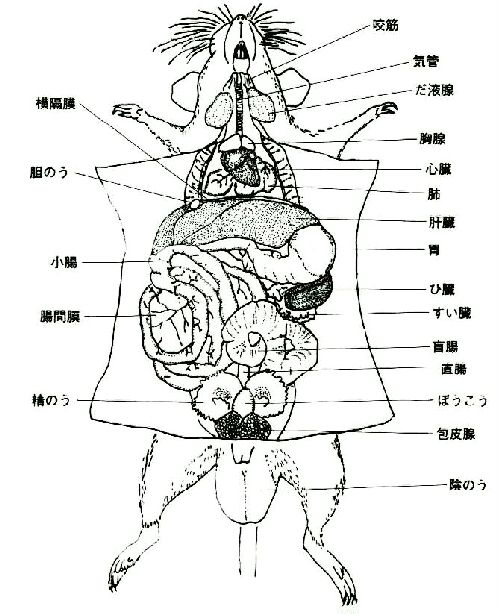 咬筋
気管
だ液腺
横隔膜
胸腺
心臓
胆のう
肺
肝臓
胃
小腸
ひ臓
すい臓
腸間膜
盲腸
直腸
精のう
ぼうこう
包皮腺
陰のう